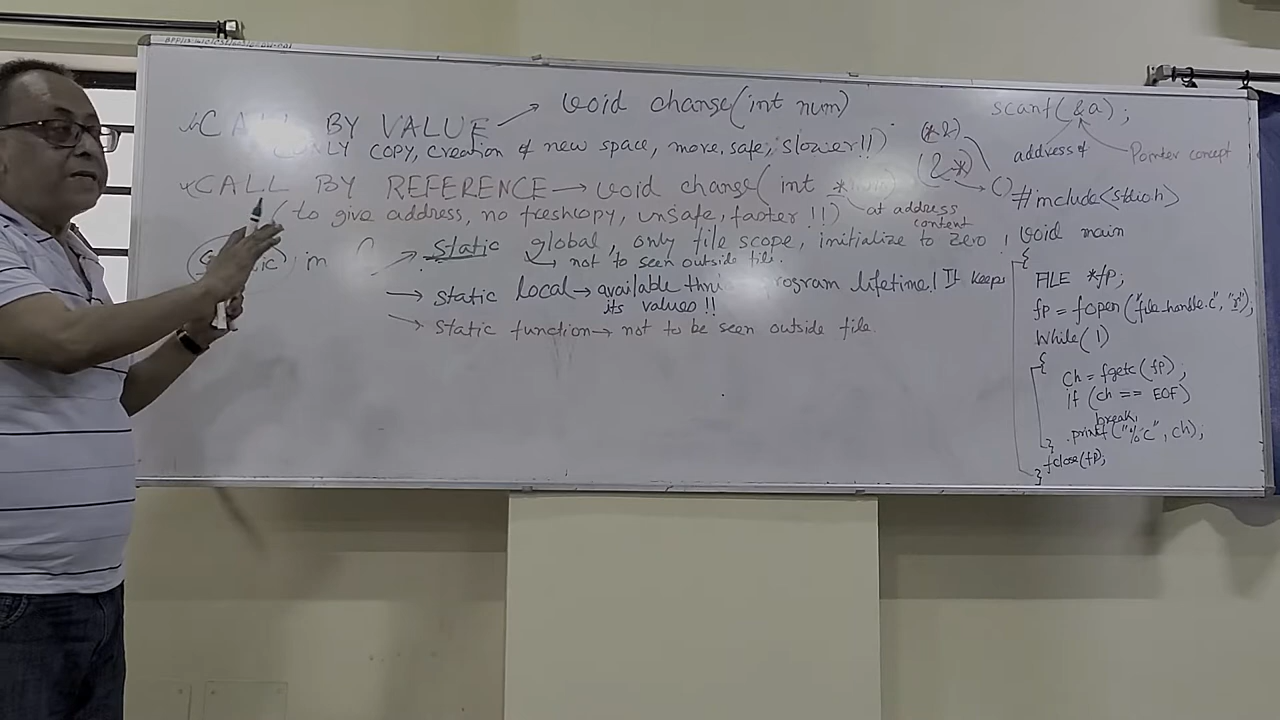 CALL BY VALUE → void change(int num)
COPY, creation of new space, more safe, slower!!)
CALL BY REFERENCE → void change( int *
( to give address, no freshcopy, unsafe, faster !!)
at address
content
in C
→ static global, only file scope, initialize to zero,
↳ not to seen outside file.
→ static Local → available program lifetime, It keeps
its values !!
→ static function → not to be seen outside file.
scanf(&a);
address of
Pointer concept
(*&)
(&*)
#include<stdio.h>
void main
{
FILE *fp;
fp = fopen("file_handle.c", "r");
while(1)
{
ch = fgetc(fp);
if (ch == EOF)
break;
printf("%c", ch);
}
fclose(fp);
}